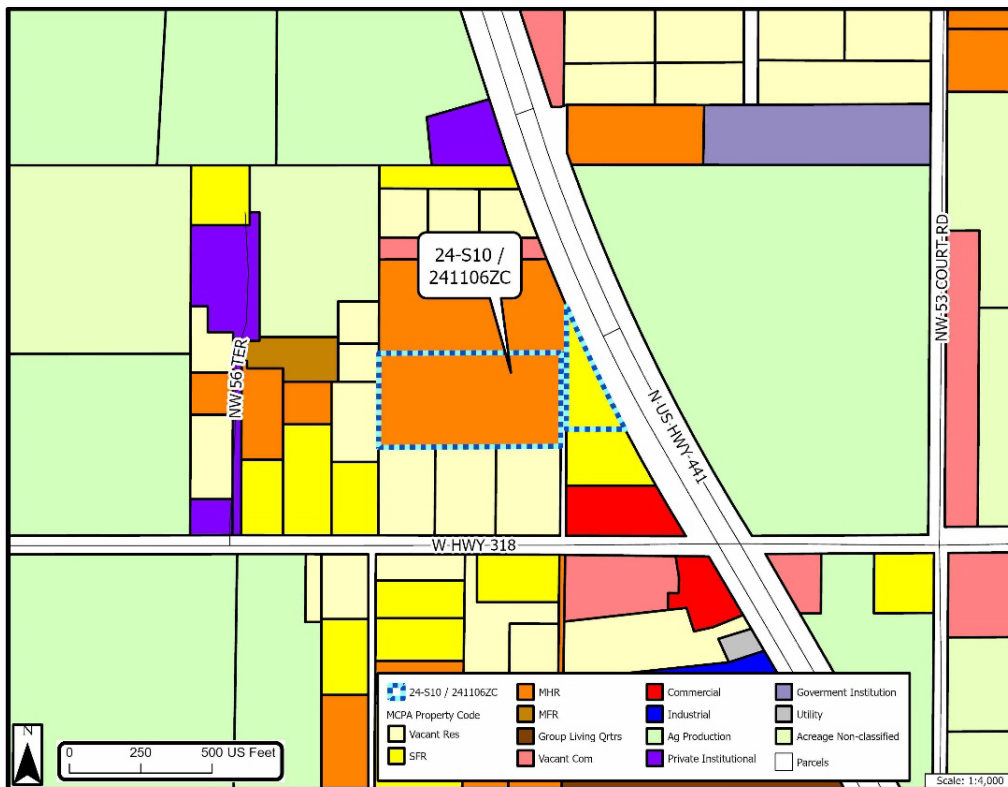 24-S10 /
241106ZC
NW 53 COURT RD
NW 56 TER
N US HWY 441
W HWY 318
24-S10 / 241106ZC
MCPA Property Code
Vacant Res
SFR
MHR
MFR
Group Living Qrtrs
Vacant Com
Commercial
Industrial
Ag Production
Private Institutional
Goverment Institution
Utility
Acreage Non-classified
Parcels
N
0 250 500 US Feet
Scale: 1:4,000